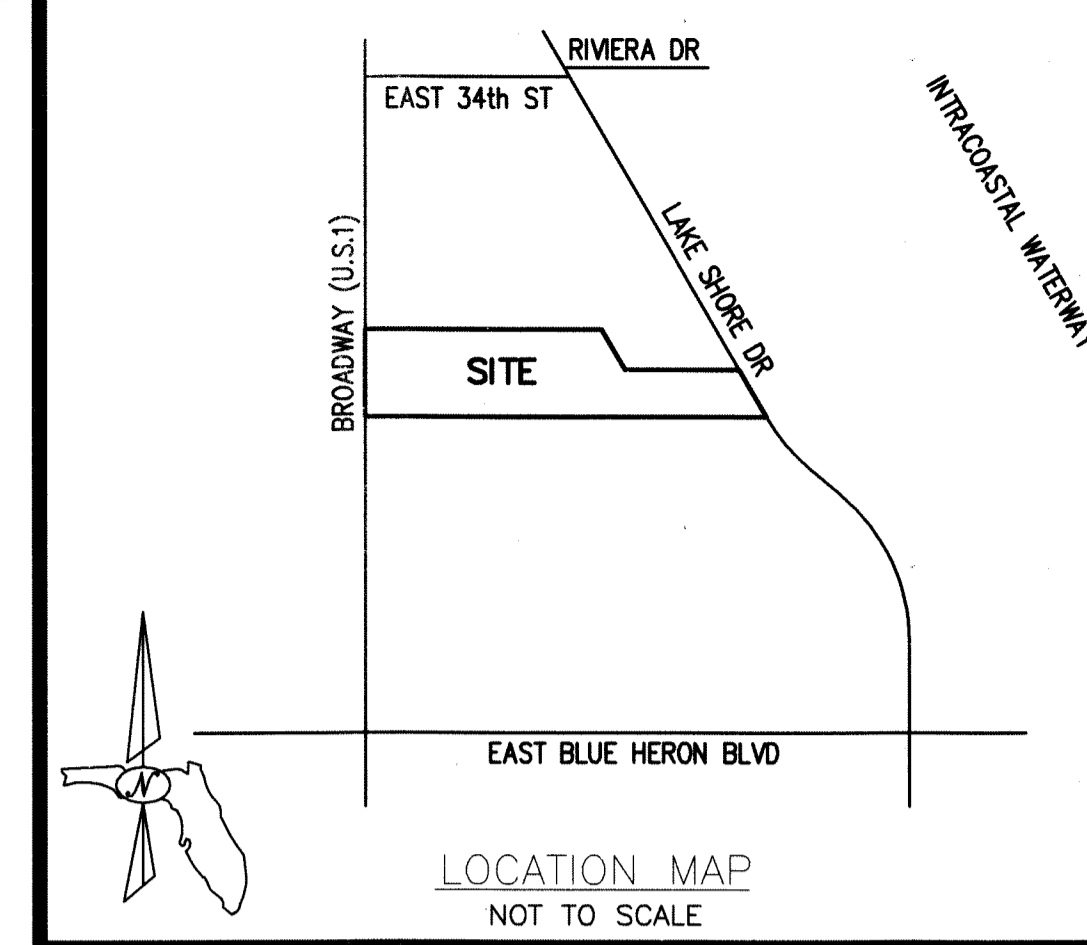 RIVIERA DR
EAST 34th ST
INTRACOASTAL WATERWAY
LAKE SHORE DR
BROADWAY (U.S.1)
SITE
EAST BLUE HERON BLVD
N
LOCATION MAP
NOT TO SCALE